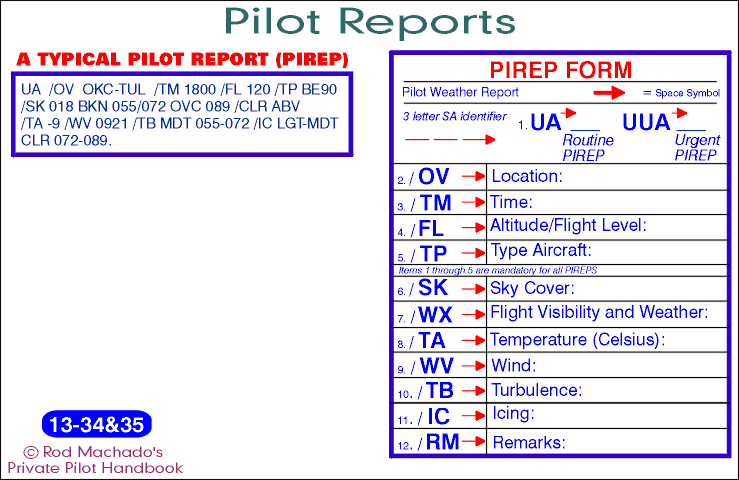 Pilot Reports
A TYPICAL PILOT REPORT (PIREP)
UA /OV OKC-TUL /TM 1800 /FL 120 /TP BE90
/SK 018 BKN 055/072 OVC 089 /CLR ABV
/TA -9 /WV 0921 /TB MDT 055-072 /IC LGT-MDT
CLR 072-089.
PIREP FORM
Pilot Weather Report = Space Symbol
3 letter SA identifier
1. UA UUA
Routine PIREP
Urgent PIREP
2. / OV Location:
3. / TM Time:
4. / FL Altitude/Flight Level:
5. / TP Type Aircraft:
Items 1 through 5 are mandatory for all PIREPS
6. / SK Sky Cover:
7. / WX Flight Visibility and Weather:
8. / TA Temperature (Celsius):
9. / WV Wind:
10. / TB Turbulence:
11. / IC Icing:
12. / RM Remarks:
13-34&35
© Rod Machado's
Private Pilot Handbook